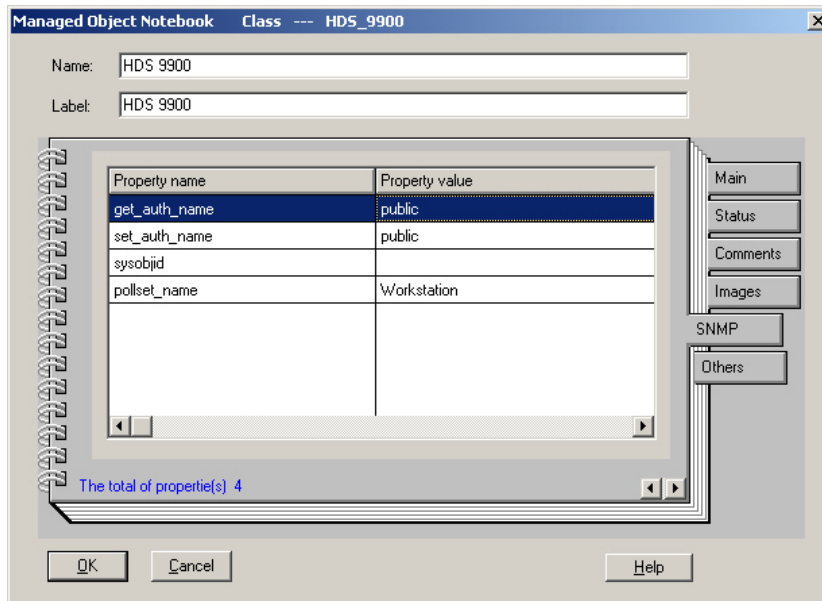 Managed Object Notebook Class --- HDS_9900
Name: HDS 9900
Label: HDS 9900
Property name Property value
get_auth_name public
set_auth_name public
sysobjid
pollset_name Workstation
Main
Status
Comments
Images
SNMP
Others
The total of propertie(s) 4
OK Cancel Help